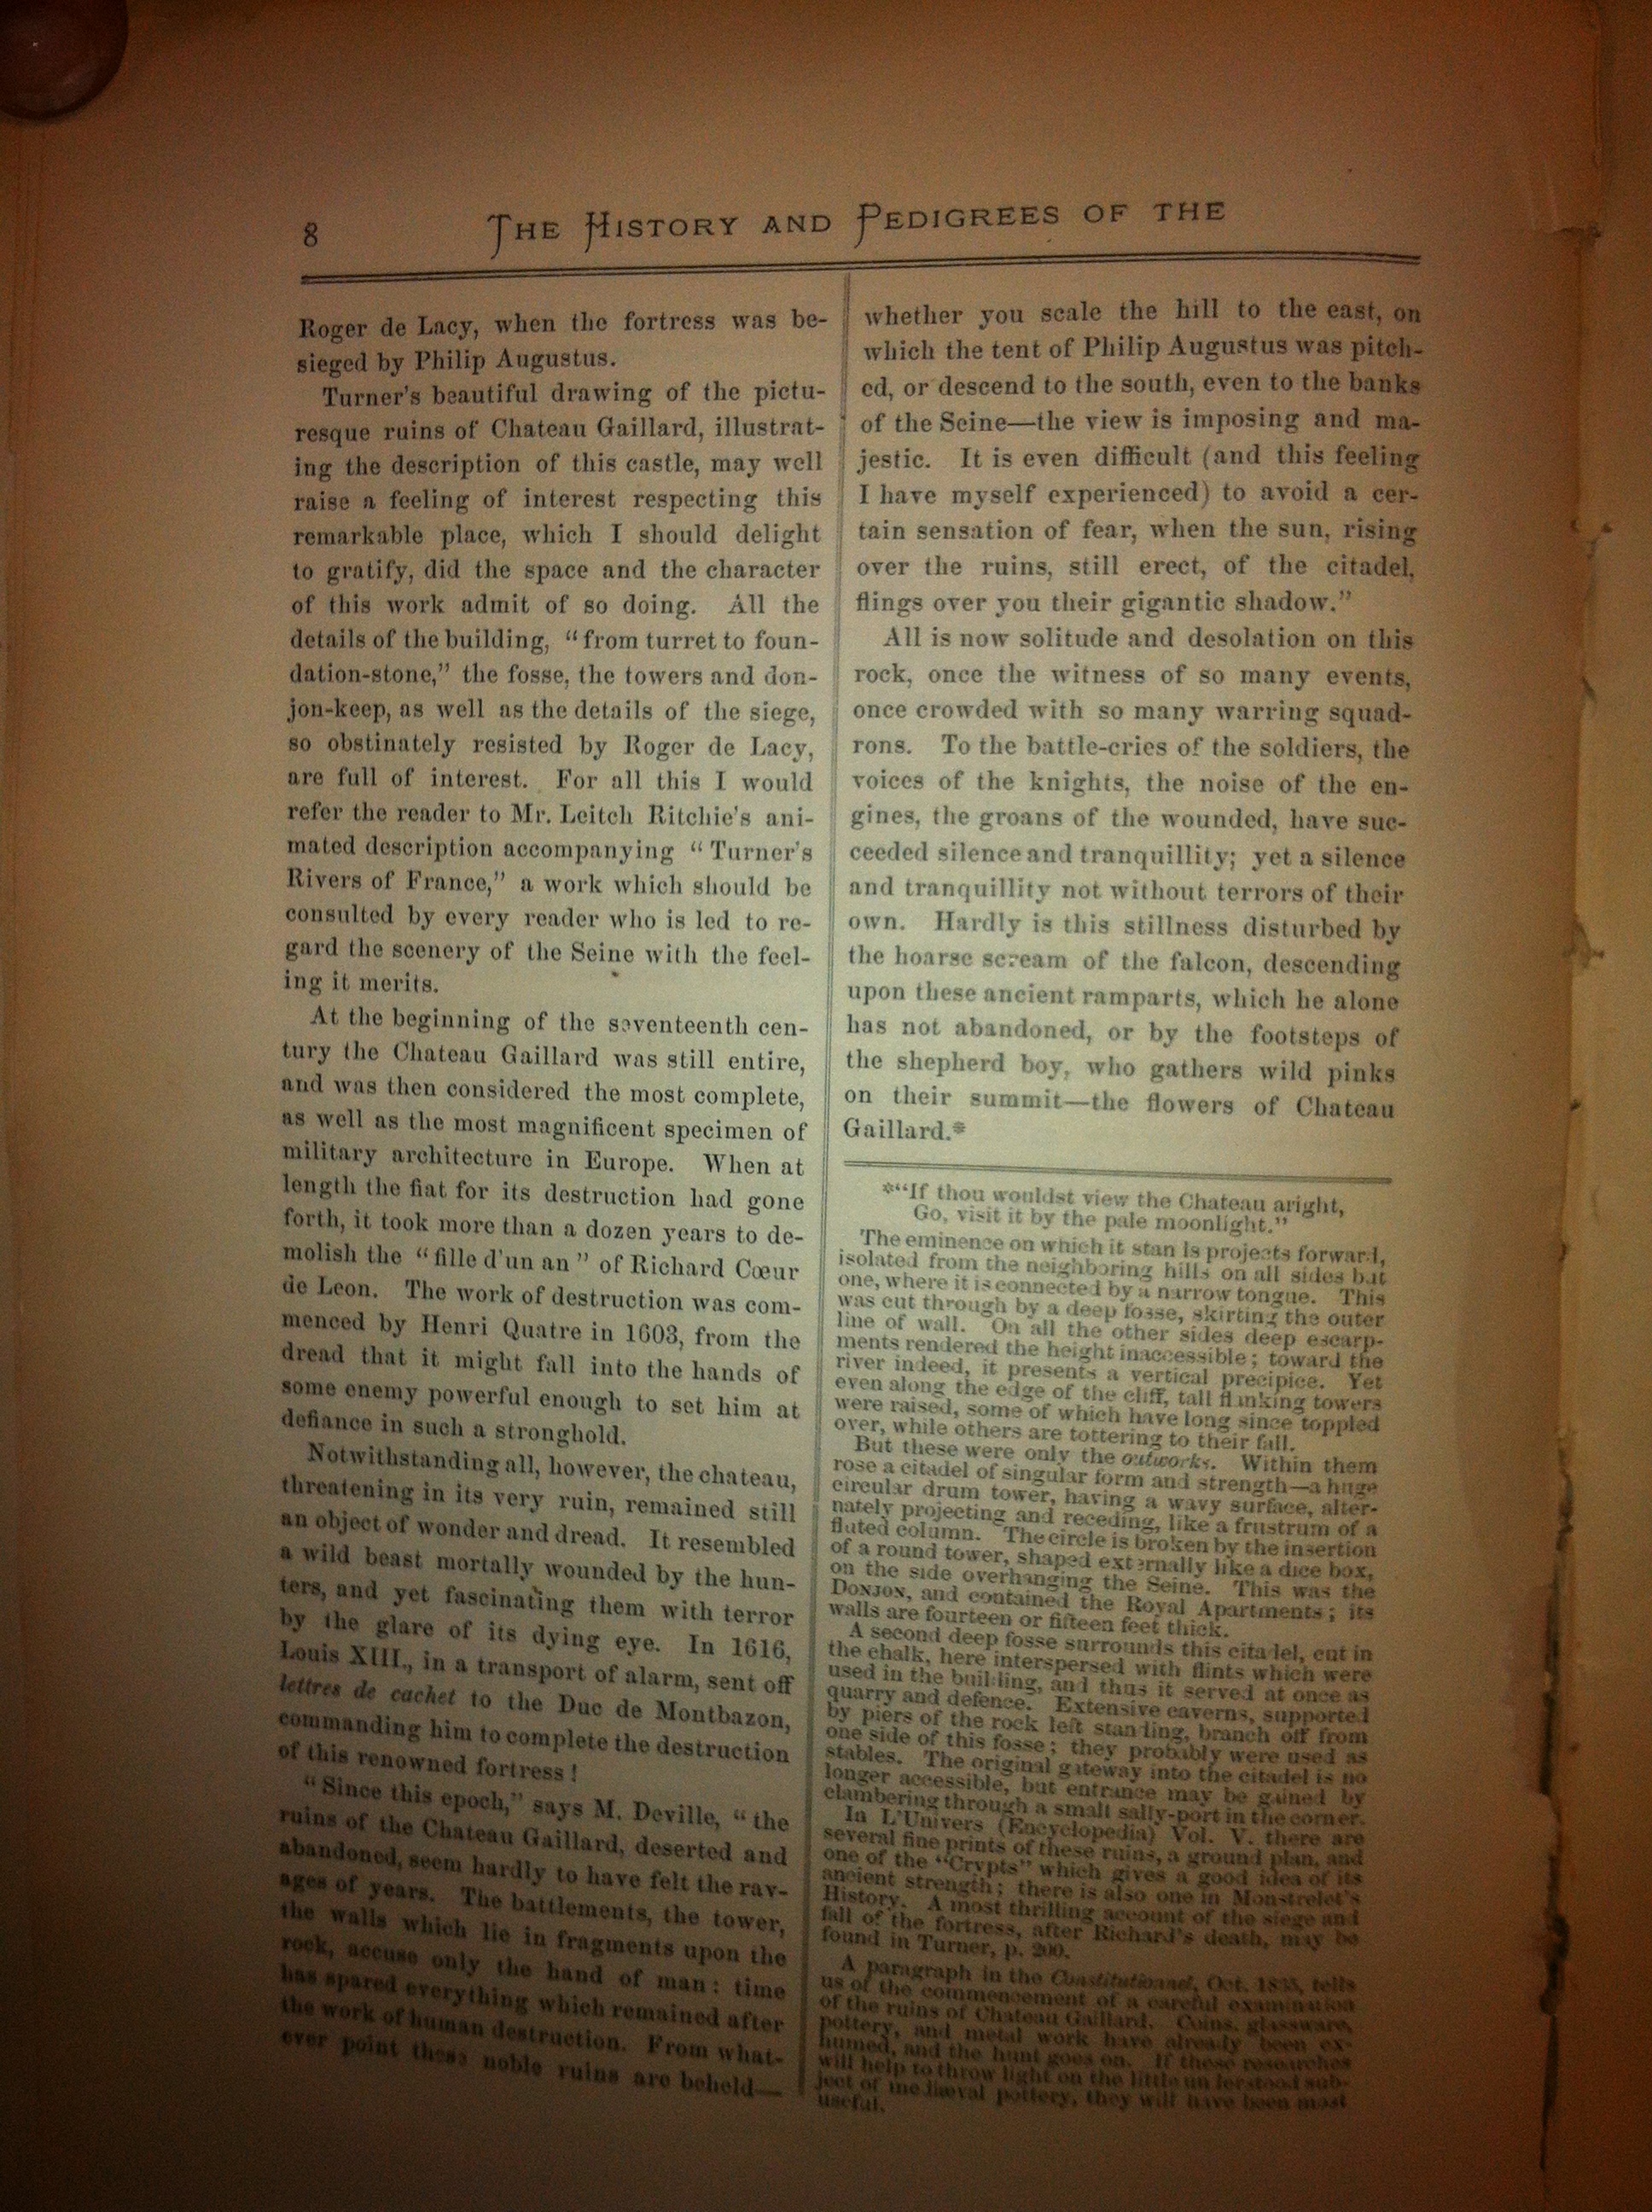 8
THE HISTORY AND PEDIGREES OF THE
Roger de Lacy, when the fortress was be-
sieged by Philip Augustus.
Turner's beautiful drawing of the pictu-
resque ruins of Chateau Gaillard, illustrat-
ing the description of this castle, may well
raise a feeling of interest respecting this
remarkable place, which I should delight
to gratify, did the space and the character
of this work admit of so doing. All the
details of the building, “from turret to foun-
dation-stone,” the fosse, the towers and don-
jon-keep, as well as the details of the siege,
so obstinately resisted by Roger de Lacy,
are full of interest. For all this I would
refer the reader to Mr. Leitch Ritchie's ani-
mated description accompanying “Turner's
Rivers of France,” a work which should be
consulted by every reader who is led to re-
gard the scenery of the Seine with the feel-
ing it merits.
At the beginning of the seventeenth cen-
tury the Chateau Gaillard was still entire,
and was then considered the most complete,
as well as the most magnificent specimen of
military architecture in Europe. When at
length the fiat for its destruction had gone
forth, it took more than a dozen years to de-
molish the “fille d'un an” of Richard Cœur
de Leon. The work of destruction was com-
menced by Henri Quatre in 1603, from the
dread that it might fall into the hands of
some enemy powerful enough to set him at
defiance in such a stronghold.
Notwithstanding all, however, the chateau,
threatening in its very ruin, remained still
an object of wonder and dread. It resembled
a wild beast mortally wounded by the hun-
ters, and yet fascinating them with terror
by the glare of its dying eye. In 1616,
Louis XIII., in a transport of alarm, sent off
lettres de cachet to the Duc de Montbazon,
commanding him to complete the destruction
of this renowned fortress!
“Since this epoch,” says M. Deville, “the
ruins of the Chateau Gaillard, deserted and
abandoned, seem hardly to have felt the rav-
ages of years. The battlements, the tower,
the walls which lie in fragments upon the
rock, accuse only the hand of man: time
has spared everything which remained after
the work of human destruction. From what-
ever point these noble ruins are behold—
whether you scale the hill to the east, on
which the tent of Philip Augustus was pitch-
ed, or descend to the south, even to the banks
of the Seine—the view is imposing and ma-
jestic. It is even difficult (and this feeling
I have myself experienced) to avoid a cer-
tain sensation of fear, when the sun, rising
over the ruins, still erect, of the citadel,
flings over you their gigantic shadow.”
All is now solitude and desolation on this
rock, once the witness of so many events,
once crowded with so many warring squad-
rons. To the battle-cries of the soldiers, the
voices of the knights, the noise of the en-
gines, the groans of the wounded, have suc-
ceeded silence and tranquillity; yet a silence
and tranquillity not without terrors of their
own. Hardly is this stillness disturbed by
the hoarse scream of the falcon, descending
upon these ancient ramparts, which he alone
has not abandoned, or by the footsteps of
the shepherd boy, who gathers wild pinks
on their summit—the flowers of Chateau
Gaillard.*
*“If thou wouldst view the Chateau aright,
Go, visit it by the pale moonlight.”
The eminence on which it stands projects forward,
isolated from the neighboring hills on all sides but
one, where it is connected by a narrow tongue. This
was cut through by a deep fosse, skirting the outer
line of wall. On all the other sides deep escarp-
ments rendered the height inaccessible; toward the
river indeed, it presents a vertical precipice. Yet
even along the edge of the cliff, tall flanking towers
were raised, some of which have long since toppled
over, while others are tottering to their fall.
But these were only the outworks. Within them
rose a citadel of singular form and strength—a huge
circular drum tower, having a wavy surface, alter-
nately projecting and receding, like a frustrum of a
fluted column. The circle is broken by the insertion
of a round tower, shaped externally like a dice box,
on the side overhanging the Seine. This was the
DONJON, and contained the Royal Apartments; its
walls are fourteen or fifteen feet thick.
A second deep fosse surrounds this citadel, cut in
the chalk, here interspersed with flints which were
used in the building, and thus it served at once as
quarry and defence. Extensive caverns, supported
by piers of the rock left standing, branch off from
one side of this fosse; they probably were used as
stables. The original gateway into the citadel is no
longer accessible, but entrance may be gained by
clambering through a small sally-port in the corner.
In L'Univers (Encyclopedia) Vol. V. there are
several fine prints of these ruins, a ground plan, and
one of the “Crypts” which gives a good idea of its
ancient strength; there is also one in Monstrelet's
History. A most thrilling account of the siege and
fall of the fortress, after Richard's death, may be
found in Turner, p. 200.
A paragraph in the Constitutionnel, Oct. tells
us of the commencement of a careful examination
of the ruins of Chateau Gaillard. Coins, glassware,
pottery, and metal work have already been ex-
humed, and the hunt goes on. If these researches
will help to throw light on the little understood sub-
ject of mediæval pottery, they will have been most
useful.